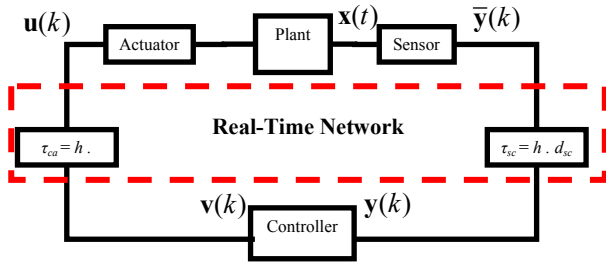 u(k)
Actuator
Plant
x(t)
Sensor
y̅(k)
Real-Time Network
τca = h .
τsc = h . dsc
v(k)
Controller
y(k)